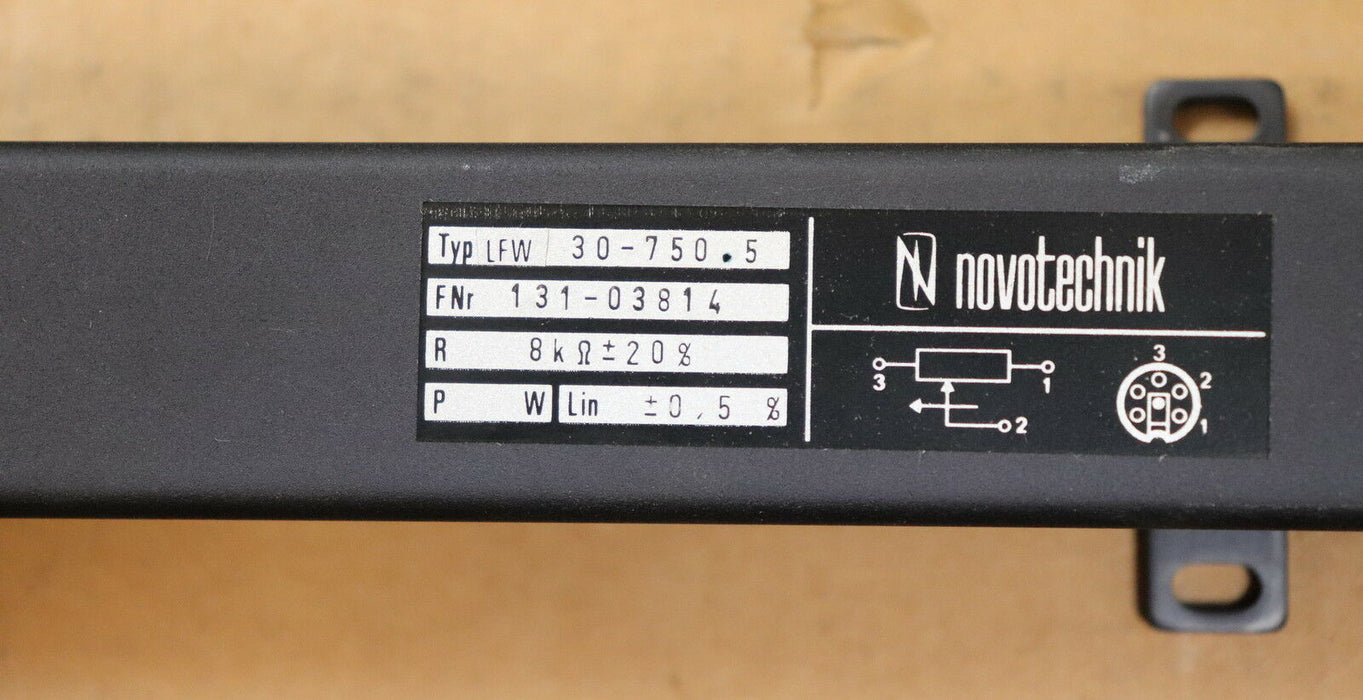 Typ LFW 30-750.5
FNr 131-03814
R 8kΩ±20%
P W Lin ±0,5 %
novotechnik
3 1
2
3
2
1